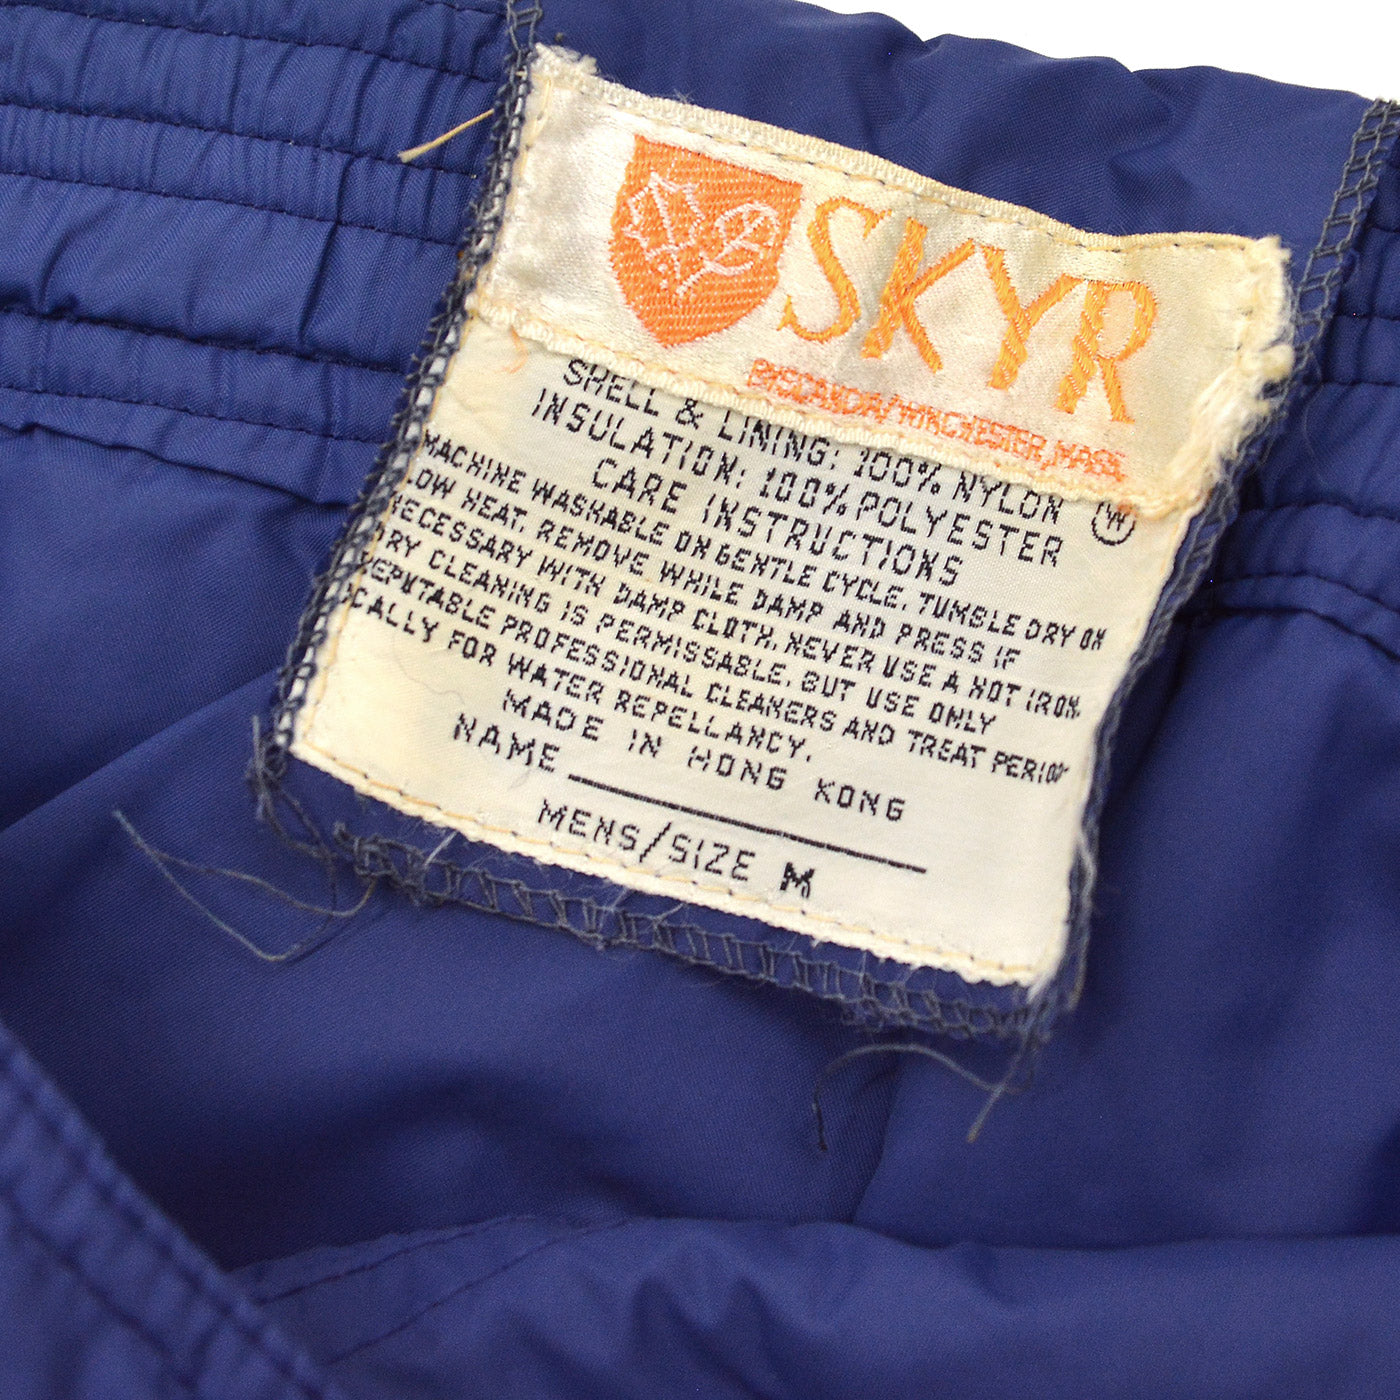 SKYR
WINCHESTER, MASS.
SHELL & LINING: 100% NYLON
INSULATION: 100% POLYESTER
W
CARE INSTRUCTIONS
MACHINE WASHABLE ON GENTLE CYCLE. TUMBLE DRY ON
LOW HEAT. REMOVE WHILE DAMP AND PRESS IF
NECESSARY WITH DAMP CLOTH. NEVER USE A HOT IRON.
DRY CLEANING IS PERMISSABLE. BUT USE ONLY
REPUTABLE PROFESSIONAL CLEANERS AND TREAT PERIOD
ICALLY FOR WATER REPELLANCY.
MADE IN HONG KONG
NAME
MENS/SIZE M